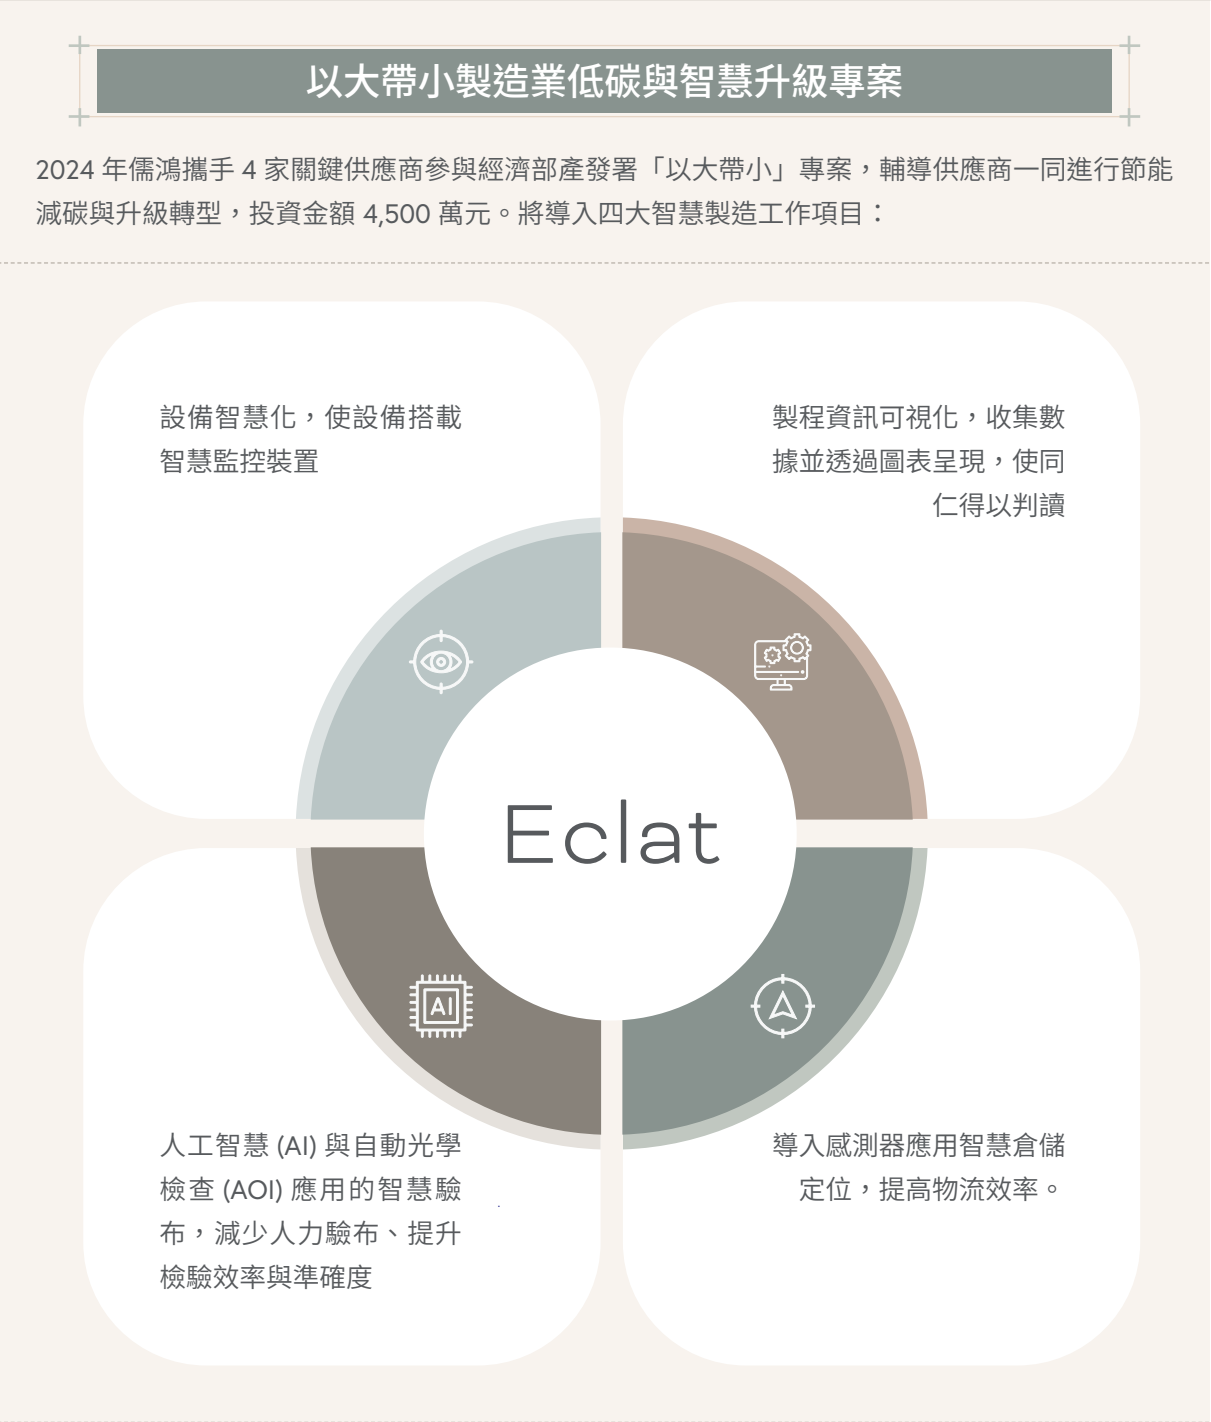 以大帶小製造業低碳與智慧升級專案
2024 年儒鴻攜手 4 家關鍵供應商參與經濟部產發署「以大帶小」專案，輔導供應商一同進行節能
減碳與升級轉型，投資金額 4,500 萬元。將導入四大智慧製造工作項目：
設備智慧化，使設備搭載
智慧監控裝置
製程資訊可視化，收集數
據並透過圖表呈現，使同
仁得以判讀
Eclat
AI
人工智慧 (AI) 與自動光學
檢查 (AOI) 應用的智慧驗
布，減少人力驗布、提升
檢驗效率與準確度
導入感測器應用智慧倉儲
定位，提高物流效率。